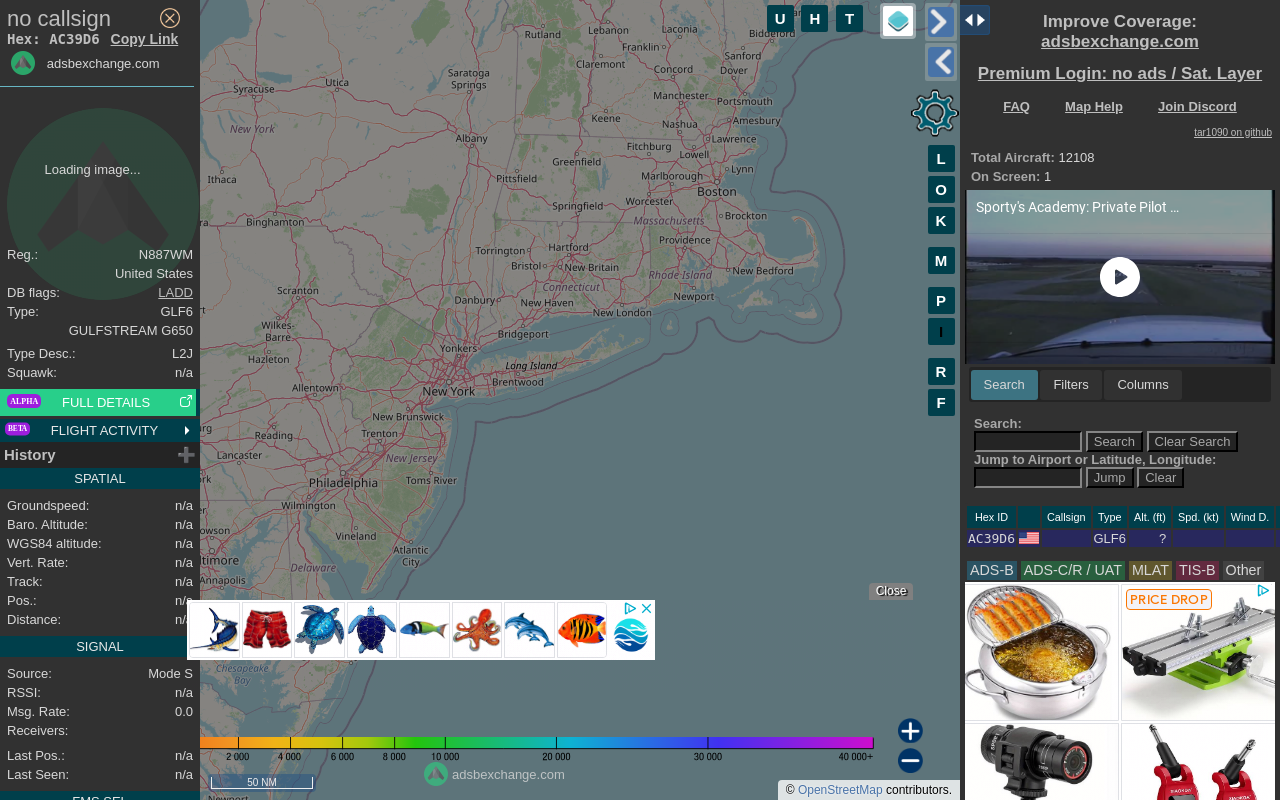 no callsign
Hex: AC39D6 Copy Link
adsbexchange.com
Loading image...
Reg.: N887WM
United States
DB flags: LADD
Type: GLF6
GULFSTREAM G650
Type Desc.: L2J
Squawk: n/a
ALPHA FULL DETAILS
BETA FLIGHT ACTIVITY
History
SPATIAL
Groundspeed: n/a
Baro. Altitude: n/a
WGS84 altitude: n/a
Vert. Rate: n/a
Track: n/a
Pos.: n/a
Distance: n/
SIGNAL
Source: Mode S
RSSI: n/a
Msg. Rate: 0.0
Receivers:
Last Pos.: n/a
Last Seen: n/a
U H T
L
O
K
M
P
I
R
F
Rutland
Lebanon
Laconia
Franklin
Biddeford
Sanford
Claremont
Concord
Dover
Utica
Saratoga
Springs
Syracuse
Manchester
Portsmouth
Keene
Nashua
Amesbury
New York
Albany
Fitchburg
Lawrence
Lowell
Greenfield
Lynn
Ithaca
Pittsfield
Marlborough
Boston
Worcester
Springfield
Massachusetts
Brockton
Binghamton
Providence
Hartford
Torrington
Bristol
New Britain
New Bedford
Rhode Island
Connecticut
Scranton
Danbury
New Haven
Newport
New London
Wilkes-
Barre
Bridgeport
Yonkers
Hazleton
Long Island
Brentwood
Allentown
New York
New Brunswick
Reading
Trenton
Lancaster
New Jersey
Toms River
Philadelphia
Wilmington
Vineland
Atlantic
City
Annapolis
Delaware
Chesapeake
Bay
Close
2 000 4 000 6 000 8 000 10 000 20 000 30 000 40 000+
adsbexchange.com
50 NM
© OpenStreetMap contributors.
Improve Coverage:
adsbexchange.com
Premium Login: no ads / Sat. Layer
FAQ Map Help Join Discord
tar1090 on github
Total Aircraft: 12108
On Screen: 1
Sporty's Academy: Private Pilot ...
Search Filters Columns
Search:
Search Clear Search
Jump to Airport or Latitude, Longitude:
Jump Clear
Hex ID Callsign Type Alt. (ft) Spd. (kt) Wind D.
AC39D6 GLF6 ?
ADS-B ADS-C/R / UAT MLAT TIS-B Other
PRICE DROP